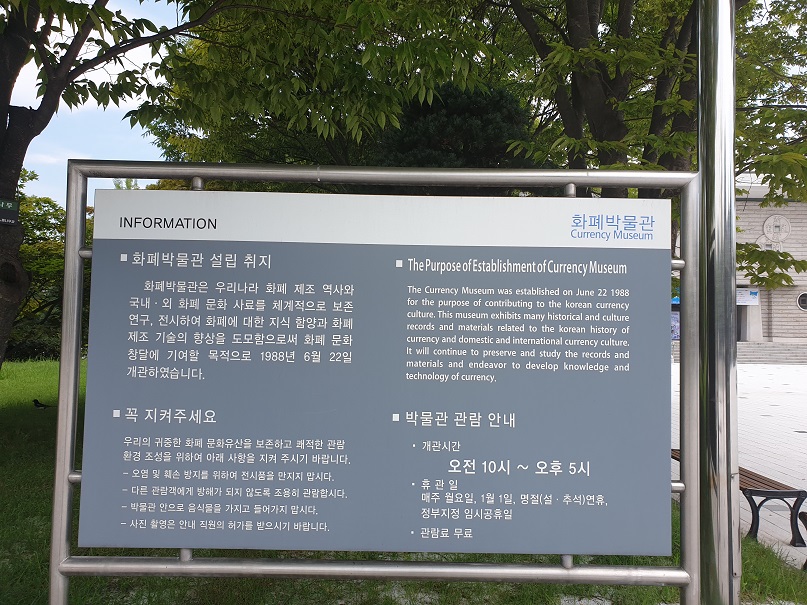 INFORMATION
화폐박물관
Currency Museum
■ 화폐박물관 설립 취지
화폐박물관은 우리나라 화폐 제조 역사와
국내·외 화폐 문화 사료를 체계적으로 보존
연구, 전시하여 화폐에 대한 지식 함양과 화폐
제조 기술의 향상을 도모함으로써 화폐 문화
창달에 기여할 목적으로 1988년 6월 22일
개관하였습니다.
■ The Purpose of Establishment of Currency Museum
The Currency Museum was established on June 22 1988
for the purpose of contributing to the korean currency
culture. This museum exhibits many historical and culture
records and materials related to the korean history of
currency and domestic and international currency culture.
It will continue to preserve and study the records and
materials and endeavor to develop knowledge and
technology of currency.
■ 꼭 지켜주세요
우리의 귀중한 화폐 문화유산을 보존하고 쾌적한 관람
환경 조성을 위하여 아래 사항을 지켜 주시기 바랍니다.
- 오염 및 훼손 방지를 위하여 전시품을 만지지 맙시다.
- 다른 관람객에게 방해가 되지 않도록 조용히 관람합시다.
- 박물관 안으로 음식물을 가지고 들어가지 맙시다.
- 사진 촬영은 안내 직원의 허가를 받으시기 바랍니다.
■ 박물관 관람 안내
· 개관시간
오전 10시 ~ 오후 5시
· 휴 관 일
매주 월요일, 1월 1일, 명절(설·추석)연휴,
정부지정 임시공휴일
· 관람료 무료